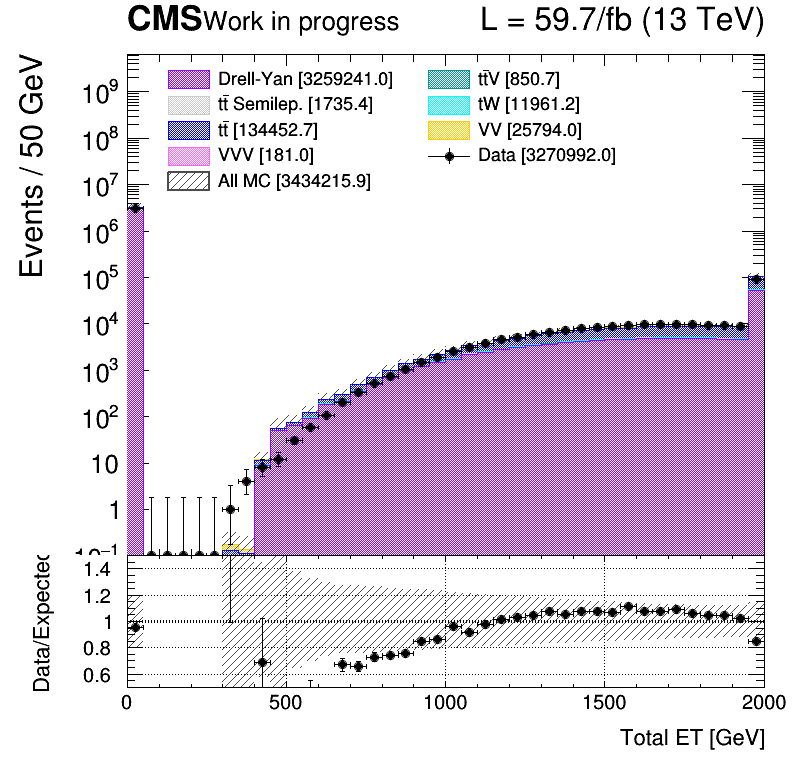 CMS Work in progress L = 59.7/fb (13 TeV)
Events / 50 GeV
Drell-Yan [3259241.0]
tt̄ Semilep. [1735.4]
tt̄ [134452.7]
VVV [181.0]
All MC [3434215.9]
tt̄V [850.7]
tW [11961.2]
VV [25794.0]
Data [3270992.0]
10⁹
10⁸
10⁷
10⁶
10⁵
10⁴
10³
10²
10
1
10⁻¹
Data/Expected
1.4
1.2
1
0.8
0.6
0 500 1000 1500 2000
Total ET [GeV]